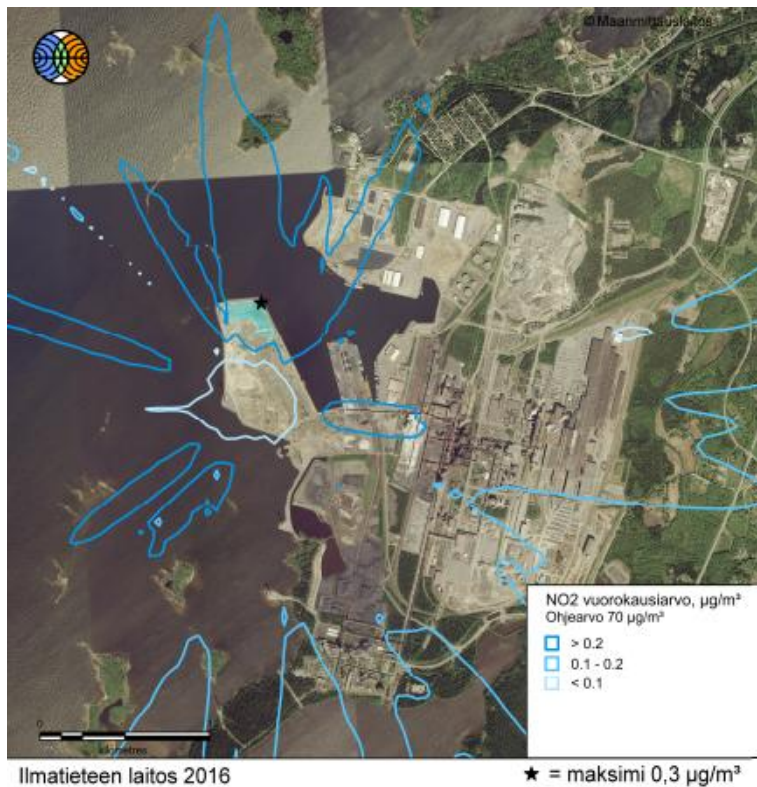 © Maanmittauslaitos
NO2 vuorokausiarvo, µg/m³
Ohjearvo 70 µg/m³
> 0.2
0.1 - 0.2
< 0.1
0
kilometres
Ilmatieteen laitos 2016
★ = maksimi 0,3 µg/m³